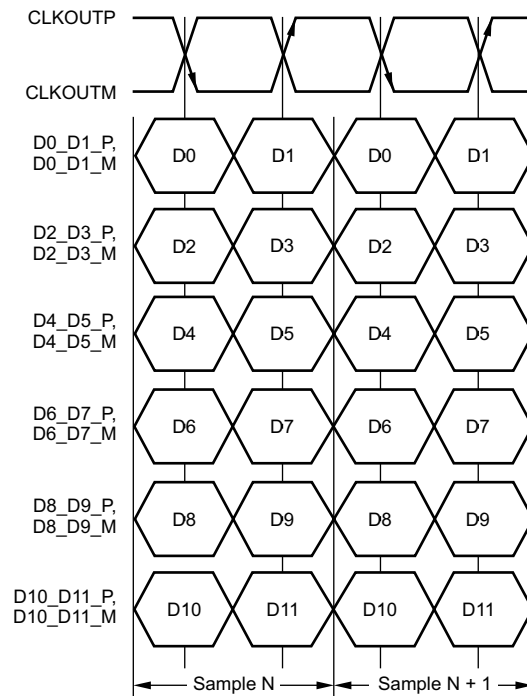 CLKOUTP
CLKOUTM
D0_D1_P,
D0_D1_M
D0 D1 D0 D1
D2_D3_P,
D2_D3_M
D2 D3 D2 D3
D4_D5_P,
D4_D5_M
D4 D5 D4 D5
D6_D7_P,
D6_D7_M
D6 D7 D6 D7
D8_D9_P,
D8_D9_M
D8 D9 D8 D9
D10_D11_P,
D10_D11_M
D10 D11 D10 D11
Sample N Sample N + 1